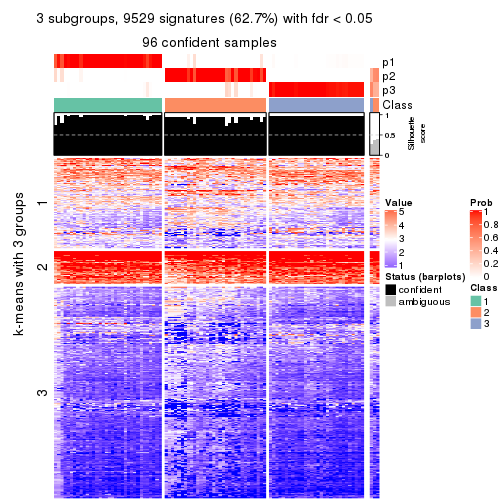 3 subgroups, 9529 signatures (62.7%) with fdr < 0.05
96 confident samples
p1
p2
p3
Class
1
0.5
0
Silhouette
score
k-means with 3 groups
1
2
3
Value
5
4
3
2
1
Status (barplots)
confident
ambiguous
Prob
1
0.8
0.6
0.4
0.2
0
Class
1
2
3